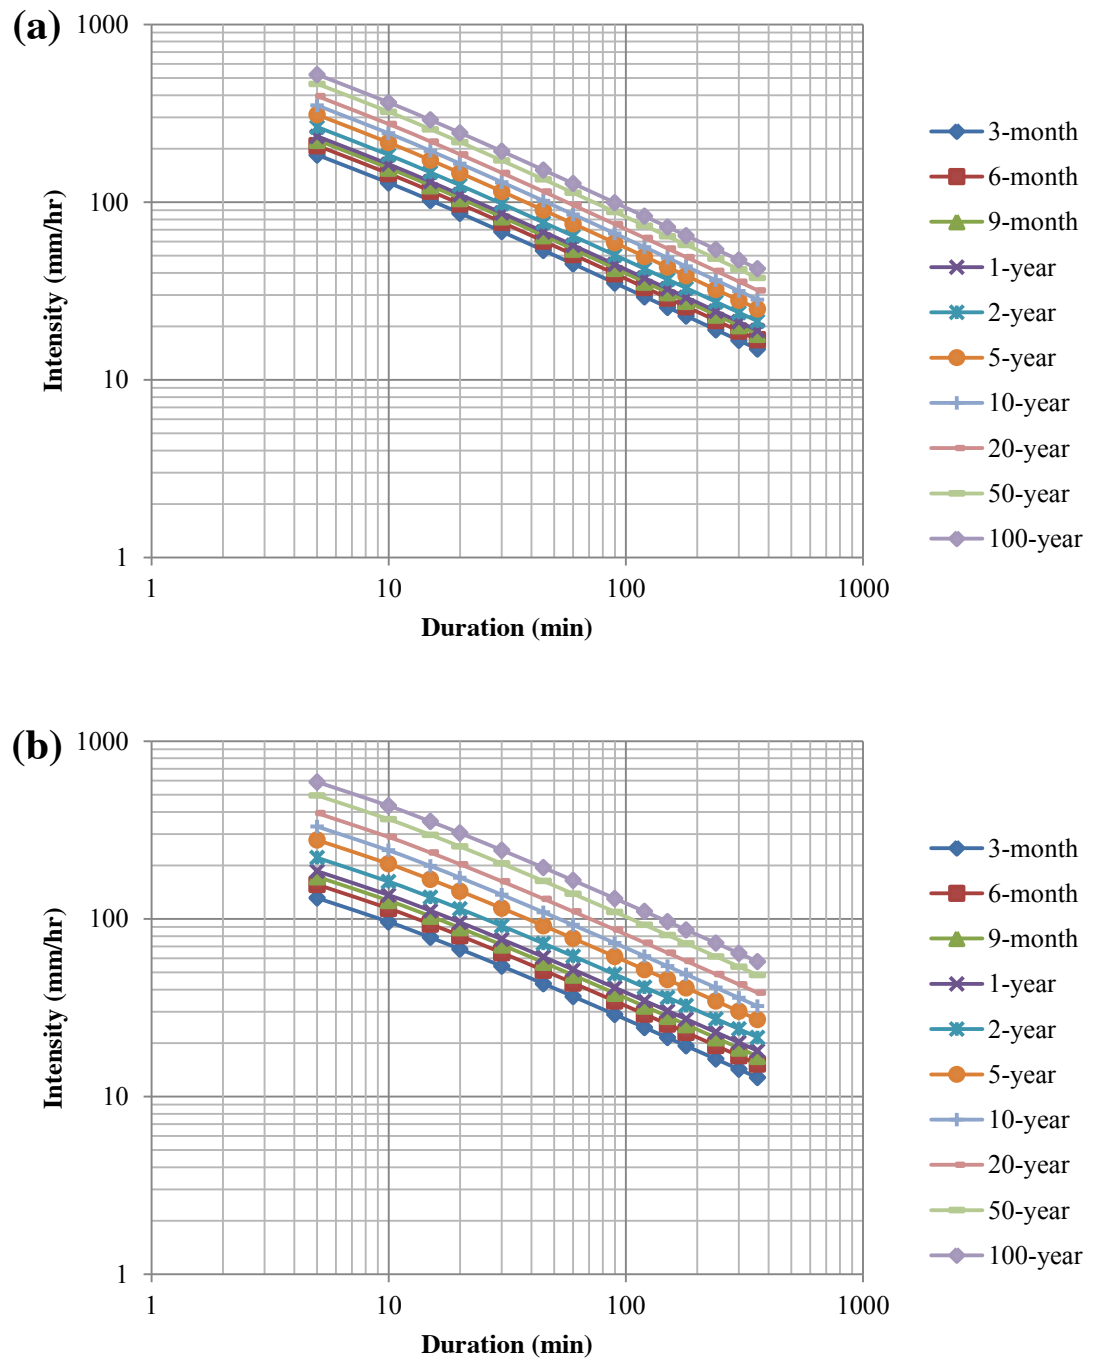 (a)
1000
100
10
1
1
10
100
1000
Intensity (mm/hr)
Duration (min)
3-month
6-month
9-month
1-year
2-year
5-year
10-year
20-year
50-year
100-year
(b)
1000
100
10
1
1
10
100
1000
Intensity (mm/hr)
Duration (min)
3-month
6-month
9-month
1-year
2-year
5-year
10-year
20-year
50-year
100-year